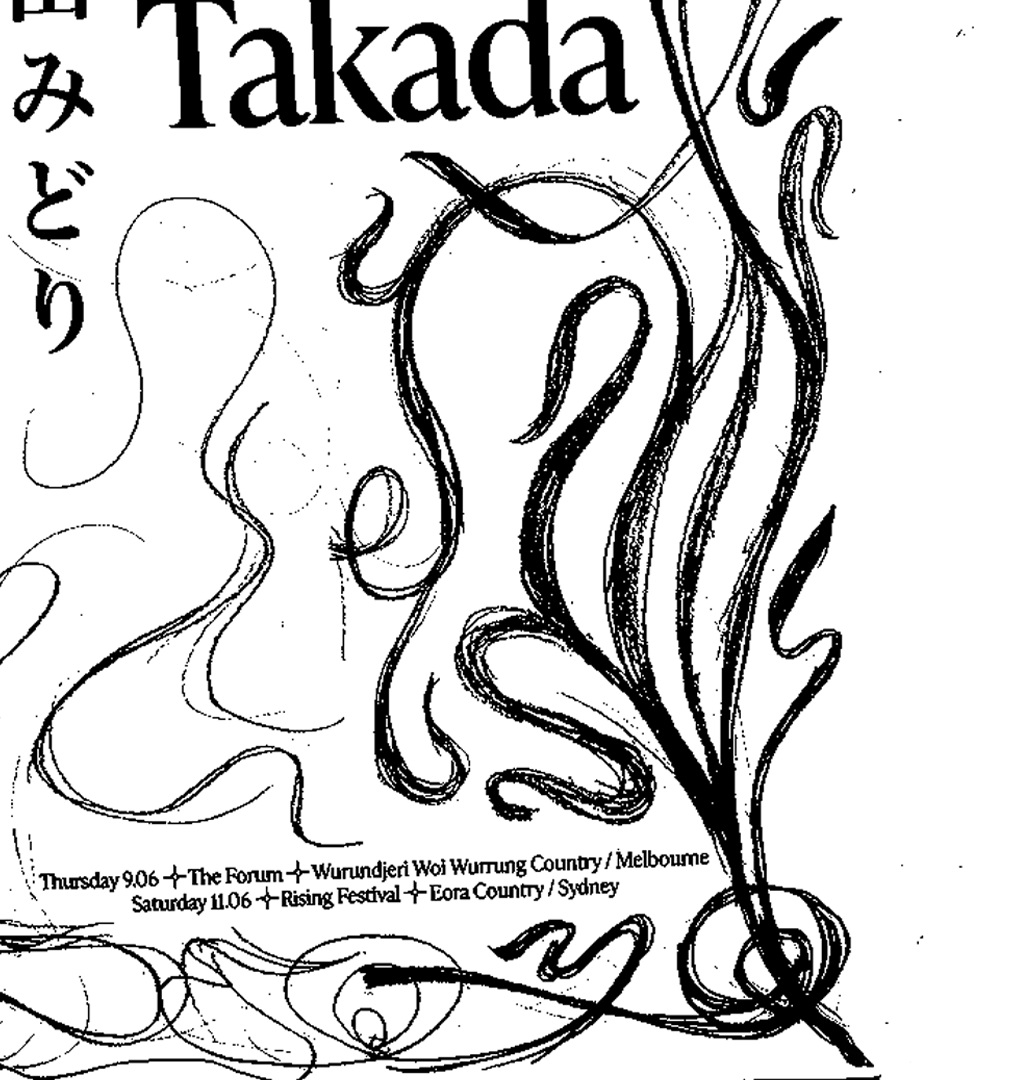 田みどり
Takada
Thursday 9.06 ✧ The Forum ✧ Wurundjeri Woi Wurrung Country / Melbourne
Saturday 11.06 ✧ Rising Festival ✧ Eora Country / Sydney